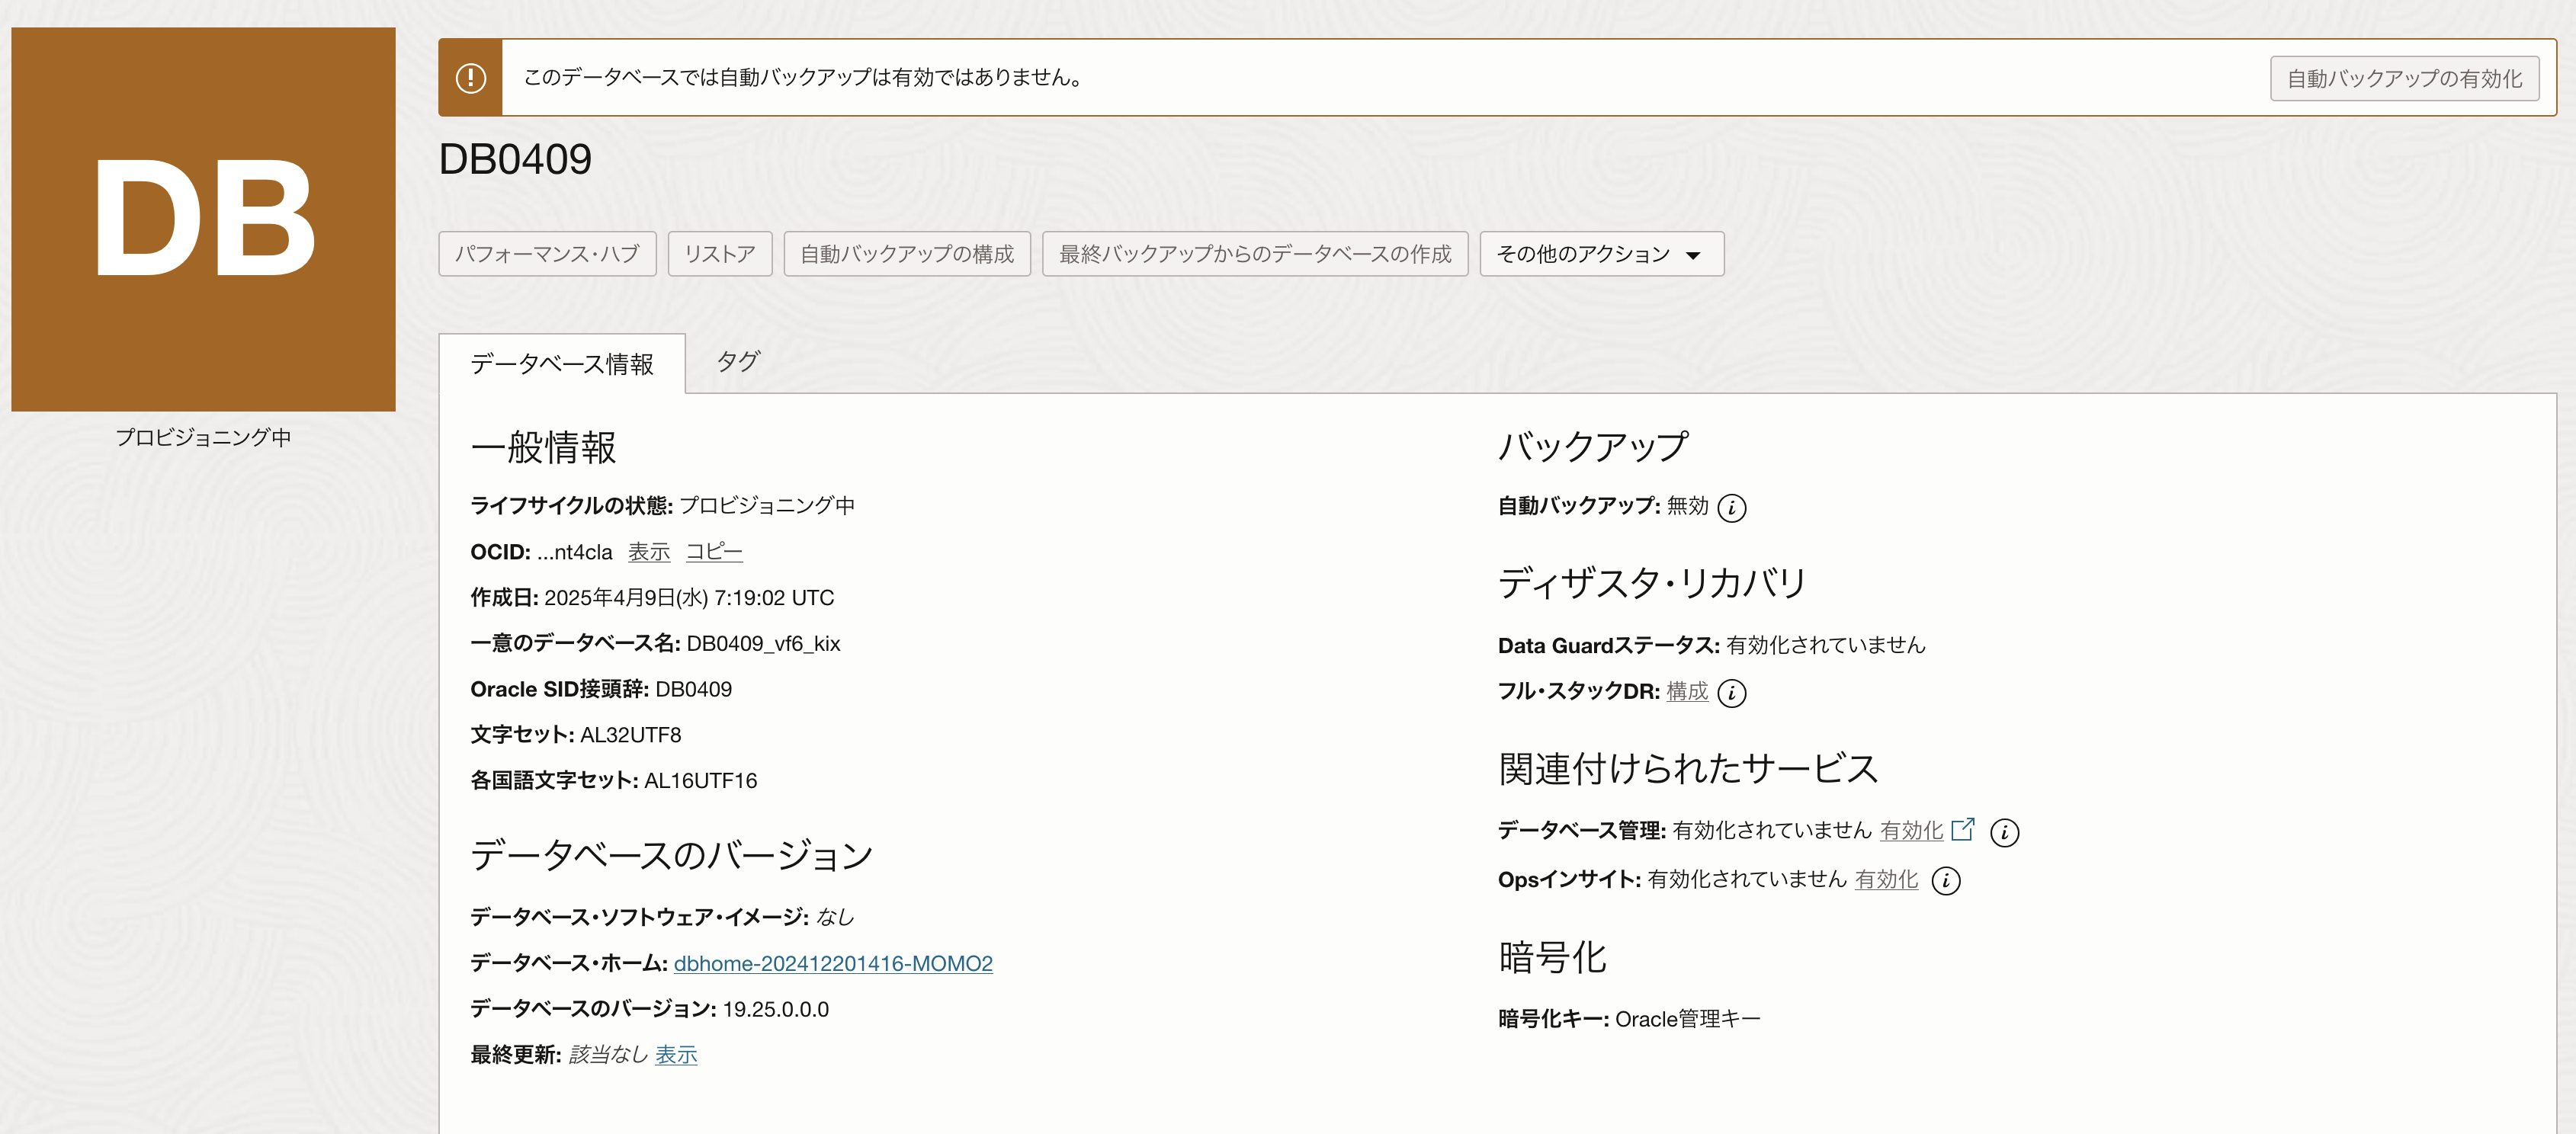 DB
プロビジョニング中
このデータベースでは自動バックアップは有効ではありません。
自動バックアップの有効化
DB0409
パフォーマンス・ハブ
リストア
自動バックアップの構成
最終バックアップからのデータベースの作成
その他のアクション
データベース情報
タグ
一般情報
ライフサイクルの状態: プロビジョニング中
OCID: ...nt4cla 表示 コピー
作成日: 2025年4月9日(水) 7:19:02 UTC
一意のデータベース名: DB0409_vf6_kix
Oracle SID接頭辞: DB0409
文字セット: AL32UTF8
各国語文字セット: AL16UTF16
データベースのバージョン
データベース・ソフトウェア・イメージ: なし
データベース・ホーム: dbhome-202412201416-MOMO2
データベースのバージョン: 19.25.0.0.0
最終更新: 該当なし 表示
バックアップ
自動バックアップ: 無効
ディザスタ・リカバリ
Data Guardステータス: 有効化されていません
フル・スタックDR: 構成
関連付けられたサービス
データベース管理: 有効化されていません 有効化
Opsインサイト: 有効化されていません 有効化
暗号化
暗号化キー: Oracle管理キー